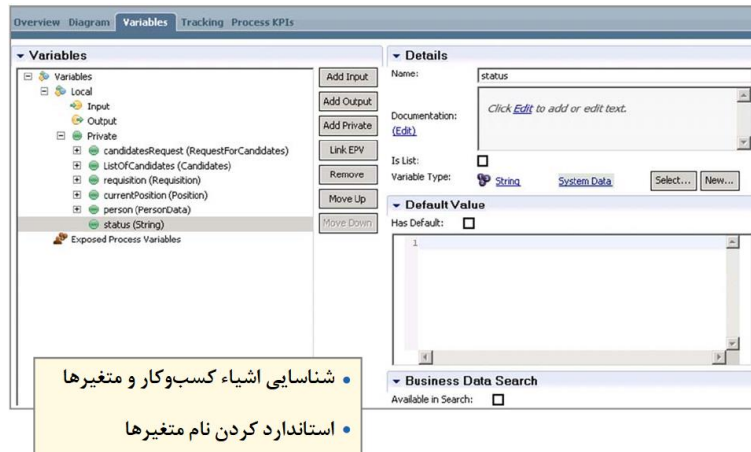 Overview Diagram Variables Tracking Process KPIs
Variables
Variables
Local
Input
Output
Private
candidatesRequest (RequestForCanddates)
ListOfCandidates (Candidates)
requisition (Requisition)
currentPosition (Position)
person (PersonData)
status (String)
Exposed Process Variables
Add Input
Add Output
Add Private
Link EPV
Remove
Move Up
Move Down
Details
Name: status
Documentation:
(Edit)
Click Edit to add or edit text.
Is List:
Variable Type: String System Data Select... New...
Default Value
Has Default:
1
Business Data Search
Available in Search:
• شناسایی اشیاء کسب‌وکار و متغیرها
• استاندارد کردن نام متغیرها